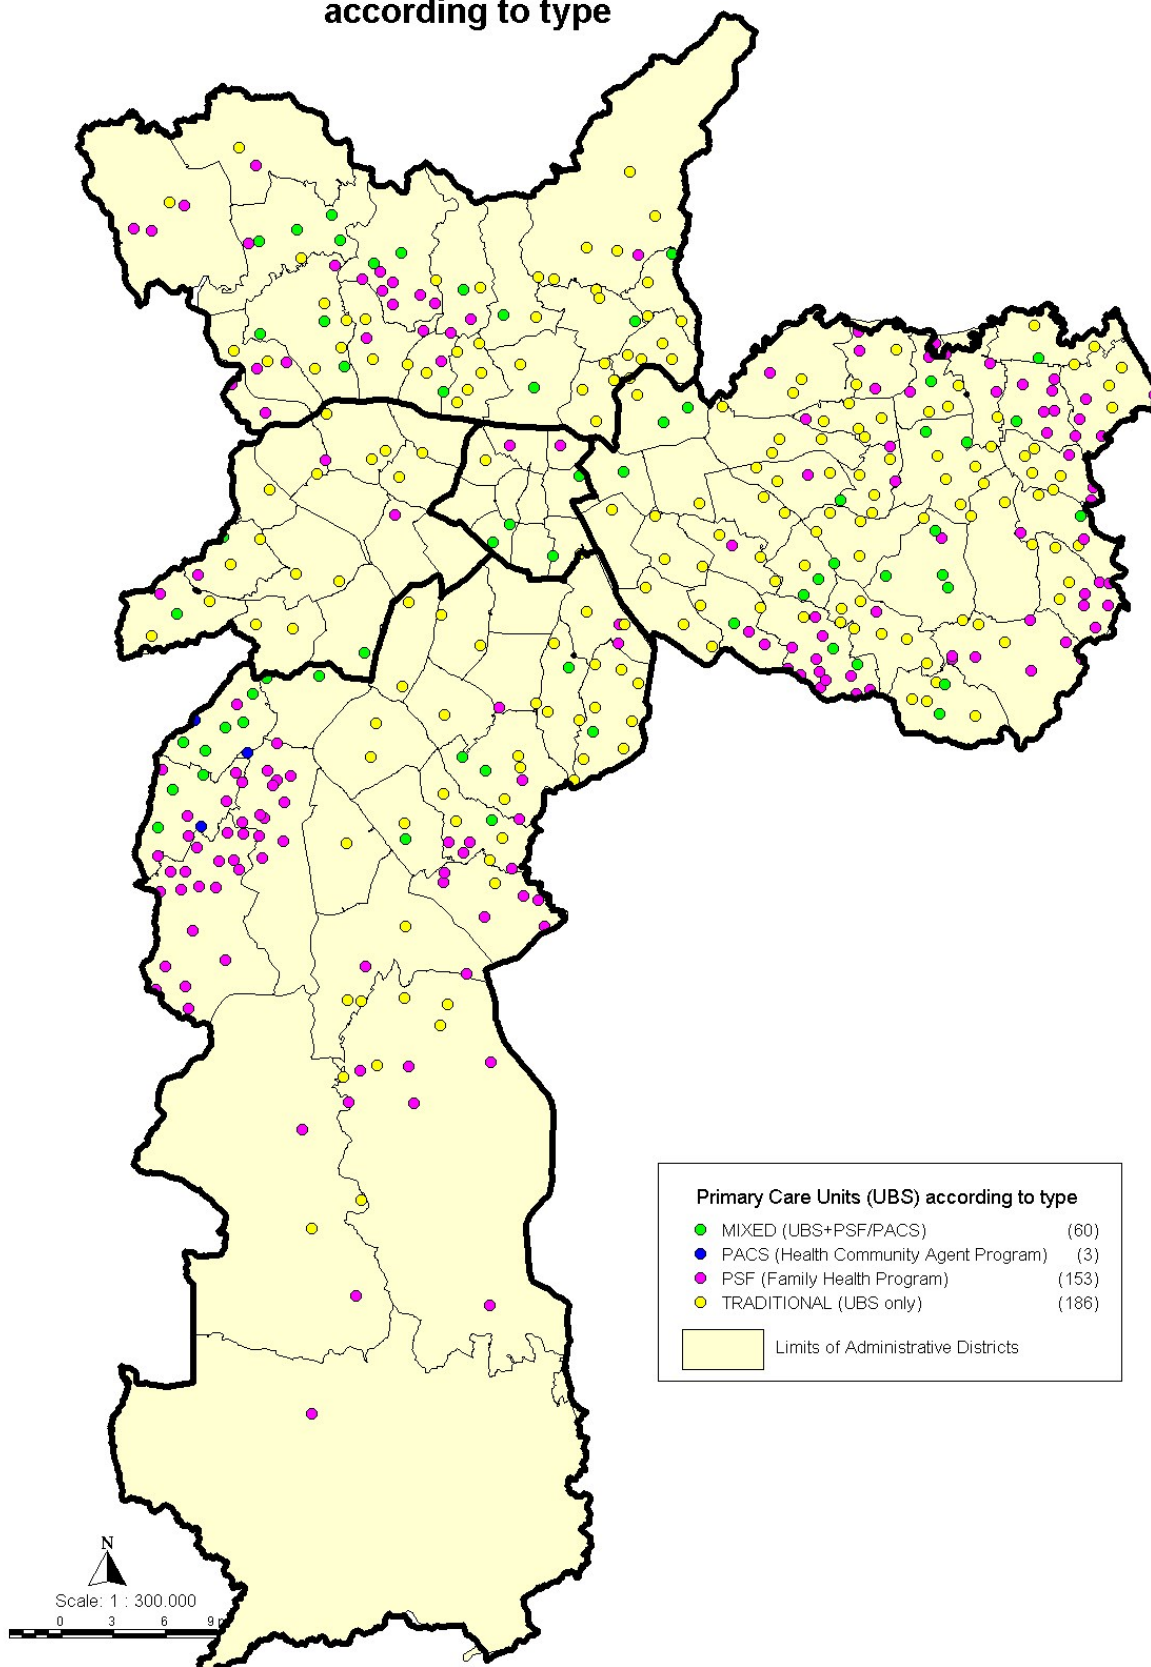 according to type
Primary Care Units (UBS) according to type
MIXED (UBS+PSF/PACS) (60)
PACS (Health Community Agent Program) (3)
PSF (Family Health Program) (153)
TRADITIONAL (UBS only) (186)
Limits of Administrative Districts
N
Scale: 1 : 300.000
0 3 6 9